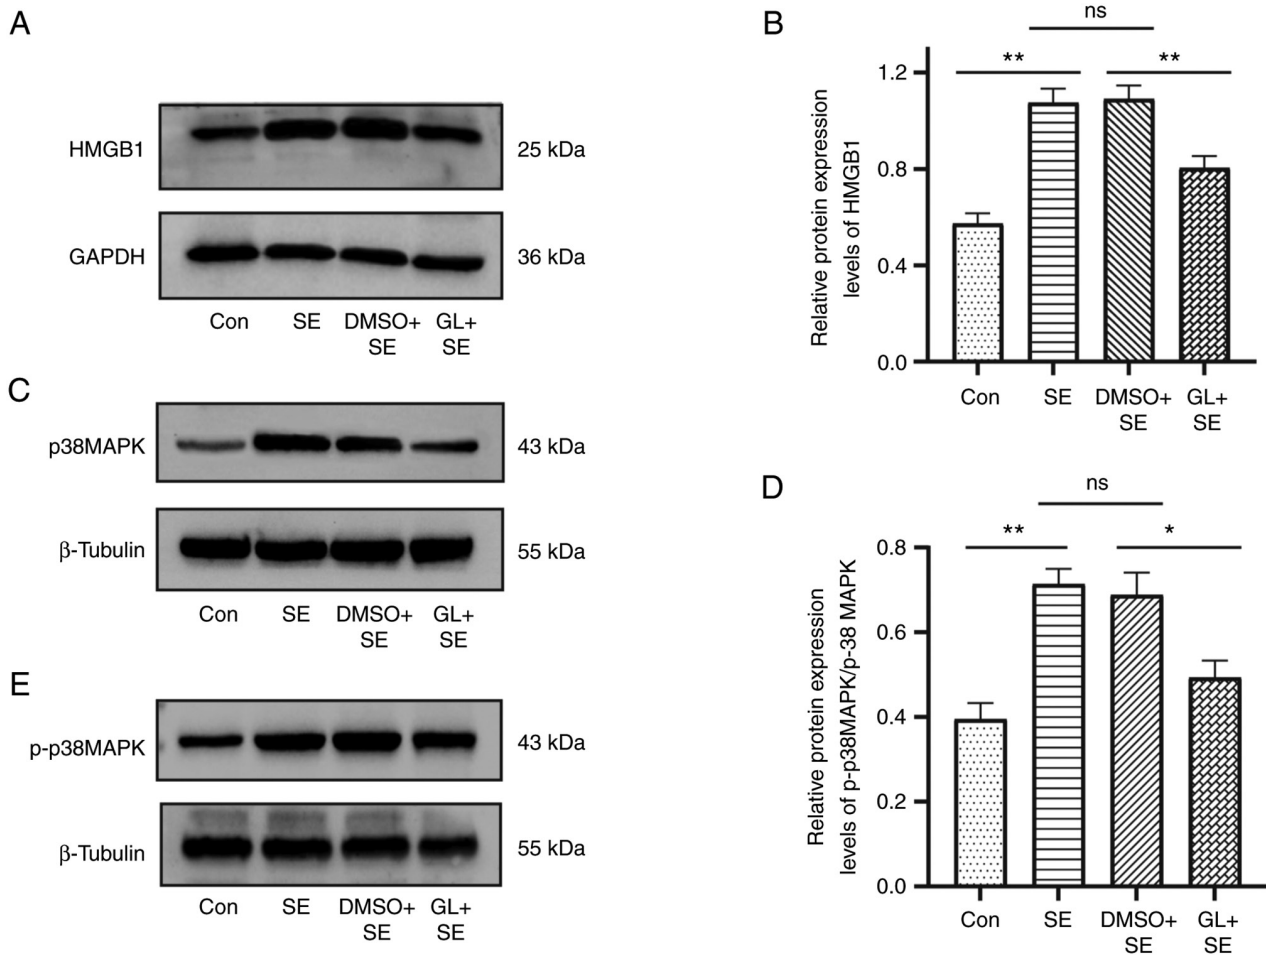 A
HMGB1
25 kDa
GAPDH
36 kDa
Con SE DMSO+ GL+
SE SE
B
ns
** **
Relative protein expression
levels of HMGB1
1.2
0.8
0.4
0.0
Con SE DMSO+ GL+
SE SE
C
p38MAPK
43 kDa
β-Tubulin
55 kDa
Con SE DMSO+ GL+
SE SE
D
ns
** *
Relative protein expression
levels of p-p38MAPK/p-38 MAPK
0.8
0.6
0.4
0.2
0.0
Con SE DMSO+ GL+
SE SE
E
p-p38MAPK
43 kDa
β-Tubulin
55 kDa
Con SE DMSO+ GL+
SE SE